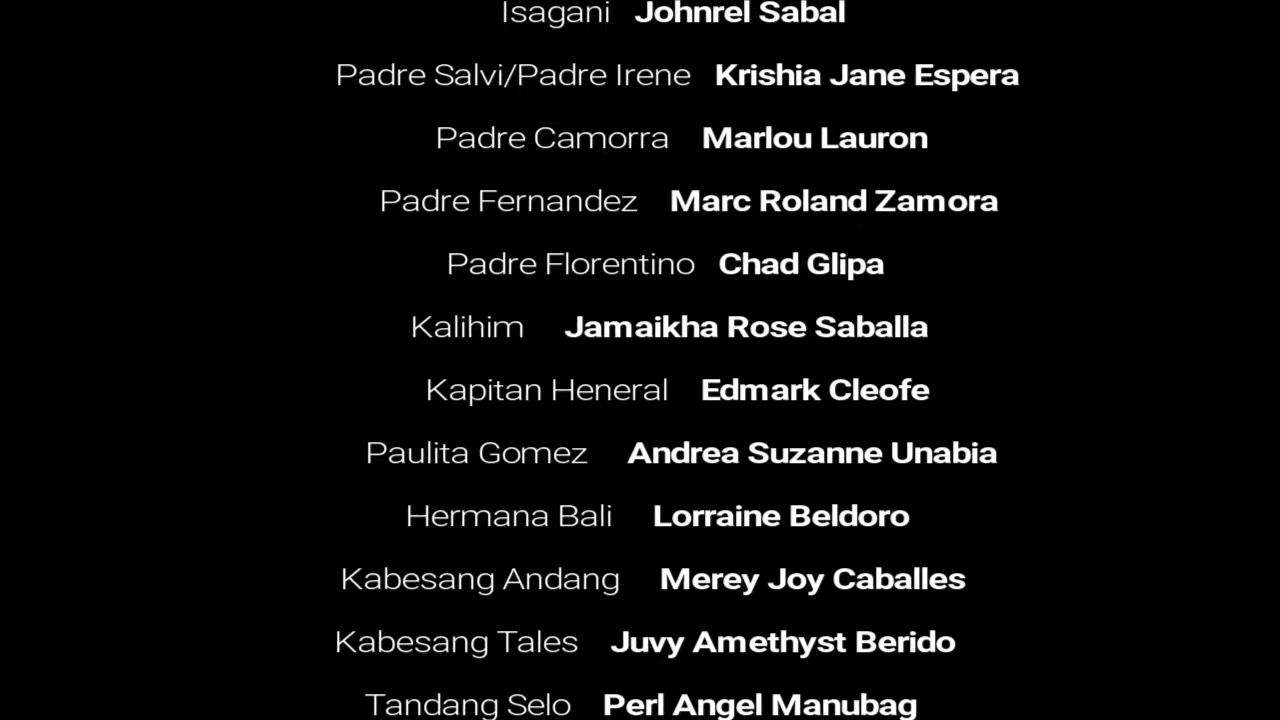 Isagani Johnrel Sabal
Padre Salvi/Padre Irene Krishia Jane Espera
Padre Camorra Marlou Lauron
Padre Fernandez Marc Roland Zamora
Padre Florentino Chad Glipa
Kalihim Jamaikha Rose Saballa
Kapitan Heneral Edmark Cleofe
Paulita Gomez Andrea Suzanne Unabia
Hermana Bali Lorraine Beldoro
Kabesang Andang Merey Joy Caballes
Kabesang Tales Juvy Amethyst Berido
Tandang Selo Perl Angel Manubag